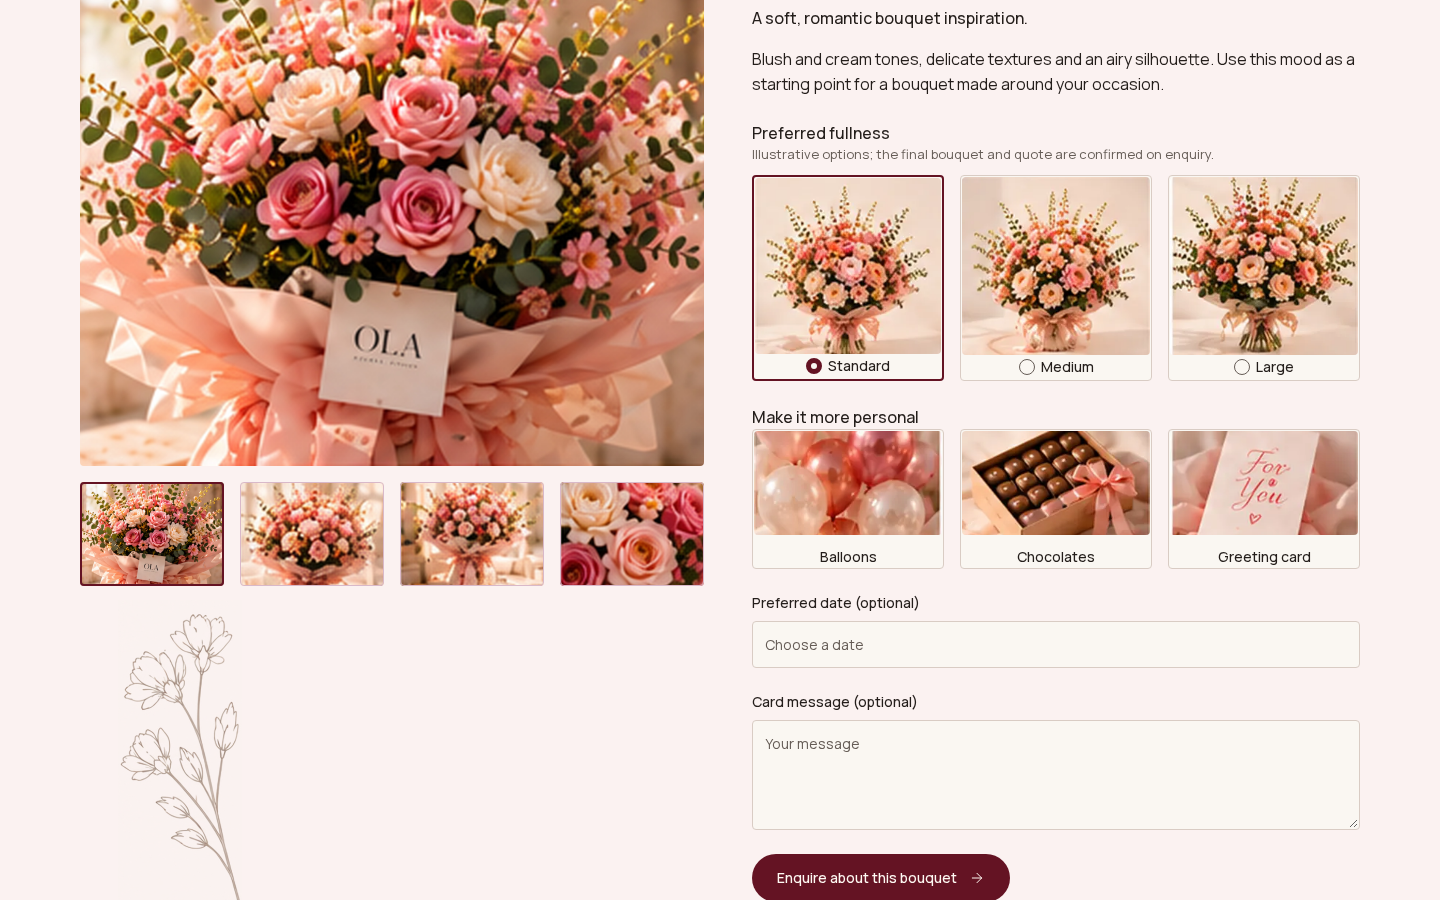 A soft, romantic bouquet inspiration.
Blush and cream tones, delicate textures and an airy silhouette. Use this mood as a
starting point for a bouquet made around your occasion.
Preferred fullness
Illustrative options; the final bouquet and quote are confirmed on enquiry.
Standard
Medium
Large
Make it more personal
For
You
Balloons
Chocolates
Greeting card
Preferred date (optional)
Choose a date
Card message (optional)
Your message
Enquire about this bouquet
OLA
OLA